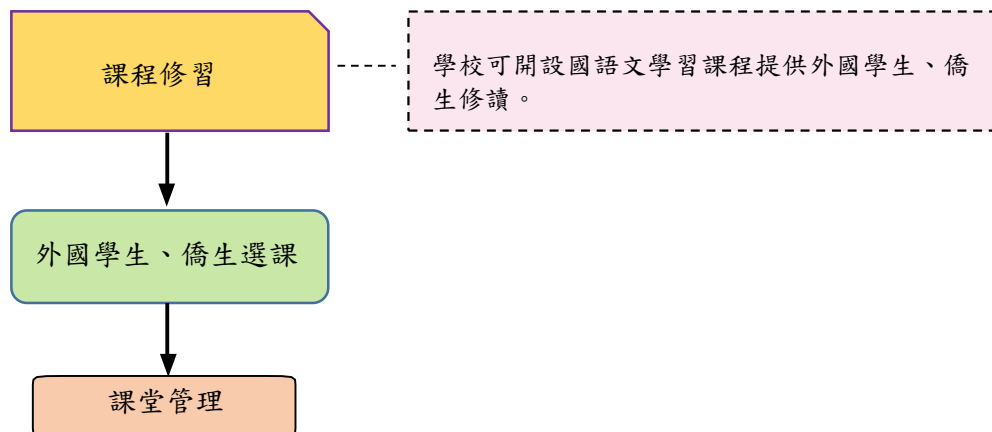 課程修習
學校可開設國語文學習課程提供外國學生、僑
生修讀。
外國學生、僑生選課
課堂管理